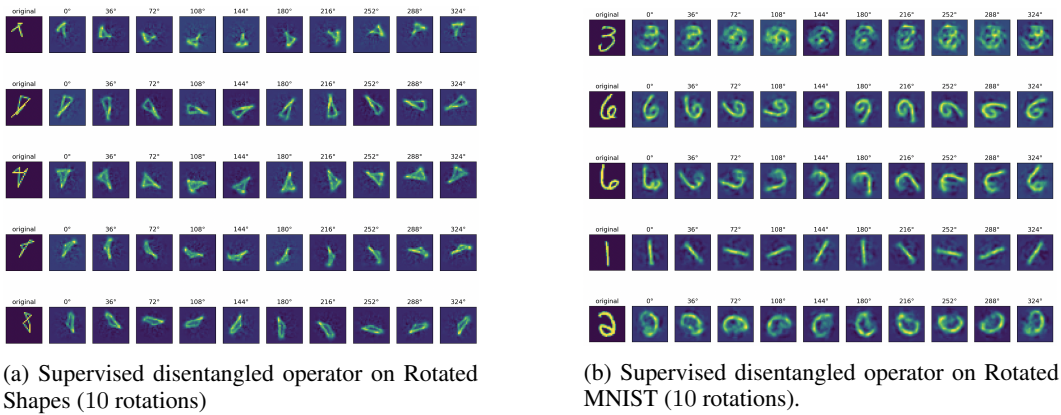 original 0° 36° 72° 108° 144° 180° 216° 252° 288° 324°
original 0° 36° 72° 108° 144° 180° 216° 252° 288° 324°
original 0° 36° 72° 108° 144° 180° 216° 252° 288° 324°
original 0° 36° 72° 108° 144° 180° 216° 252° 288° 324°
original 0° 36° 72° 108° 144° 180° 216° 252° 288° 324°
(a) Supervised disentangled operator on Rotated
Shapes (10 rotations)
original 0° 36° 72° 108° 144° 180° 216° 252° 288° 324°
original 0° 36° 72° 108° 144° 180° 216° 252° 288° 324°
original 0° 36° 72° 108° 144° 180° 216° 252° 288° 324°
original 0° 36° 72° 108° 144° 180° 216° 252° 288° 324°
original 0° 36° 72° 108° 144° 180° 216° 252° 288° 324°
(b) Supervised disentangled operator on Rotated
MNIST (10 rotations).